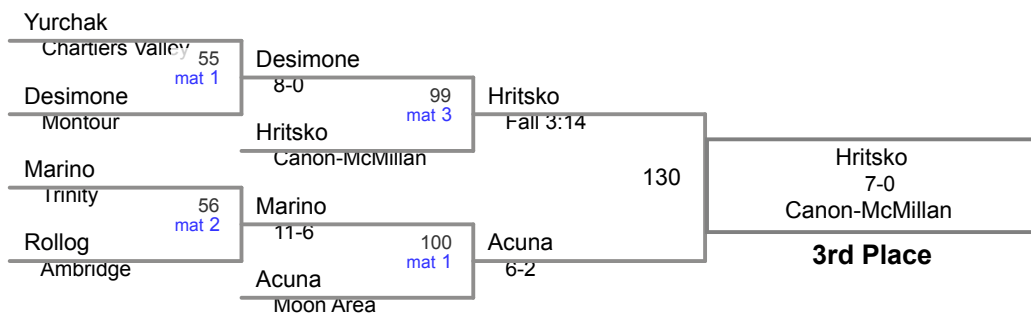 Yurchak
Chartiers Valley
55
mat 1
Desimone
Montour
Marino
Trinity
56
mat 2
Rollog
Ambridge
Desimone
8-0
99
mat 3
Hritsko
Canon-McMillan
Marino
11-6
100
mat 1
Acuna
Moon Area
Hritsko
Fall 3:14
130
Acuna
6-2
Hritsko
7-0
Canon-McMillan
3rd Place